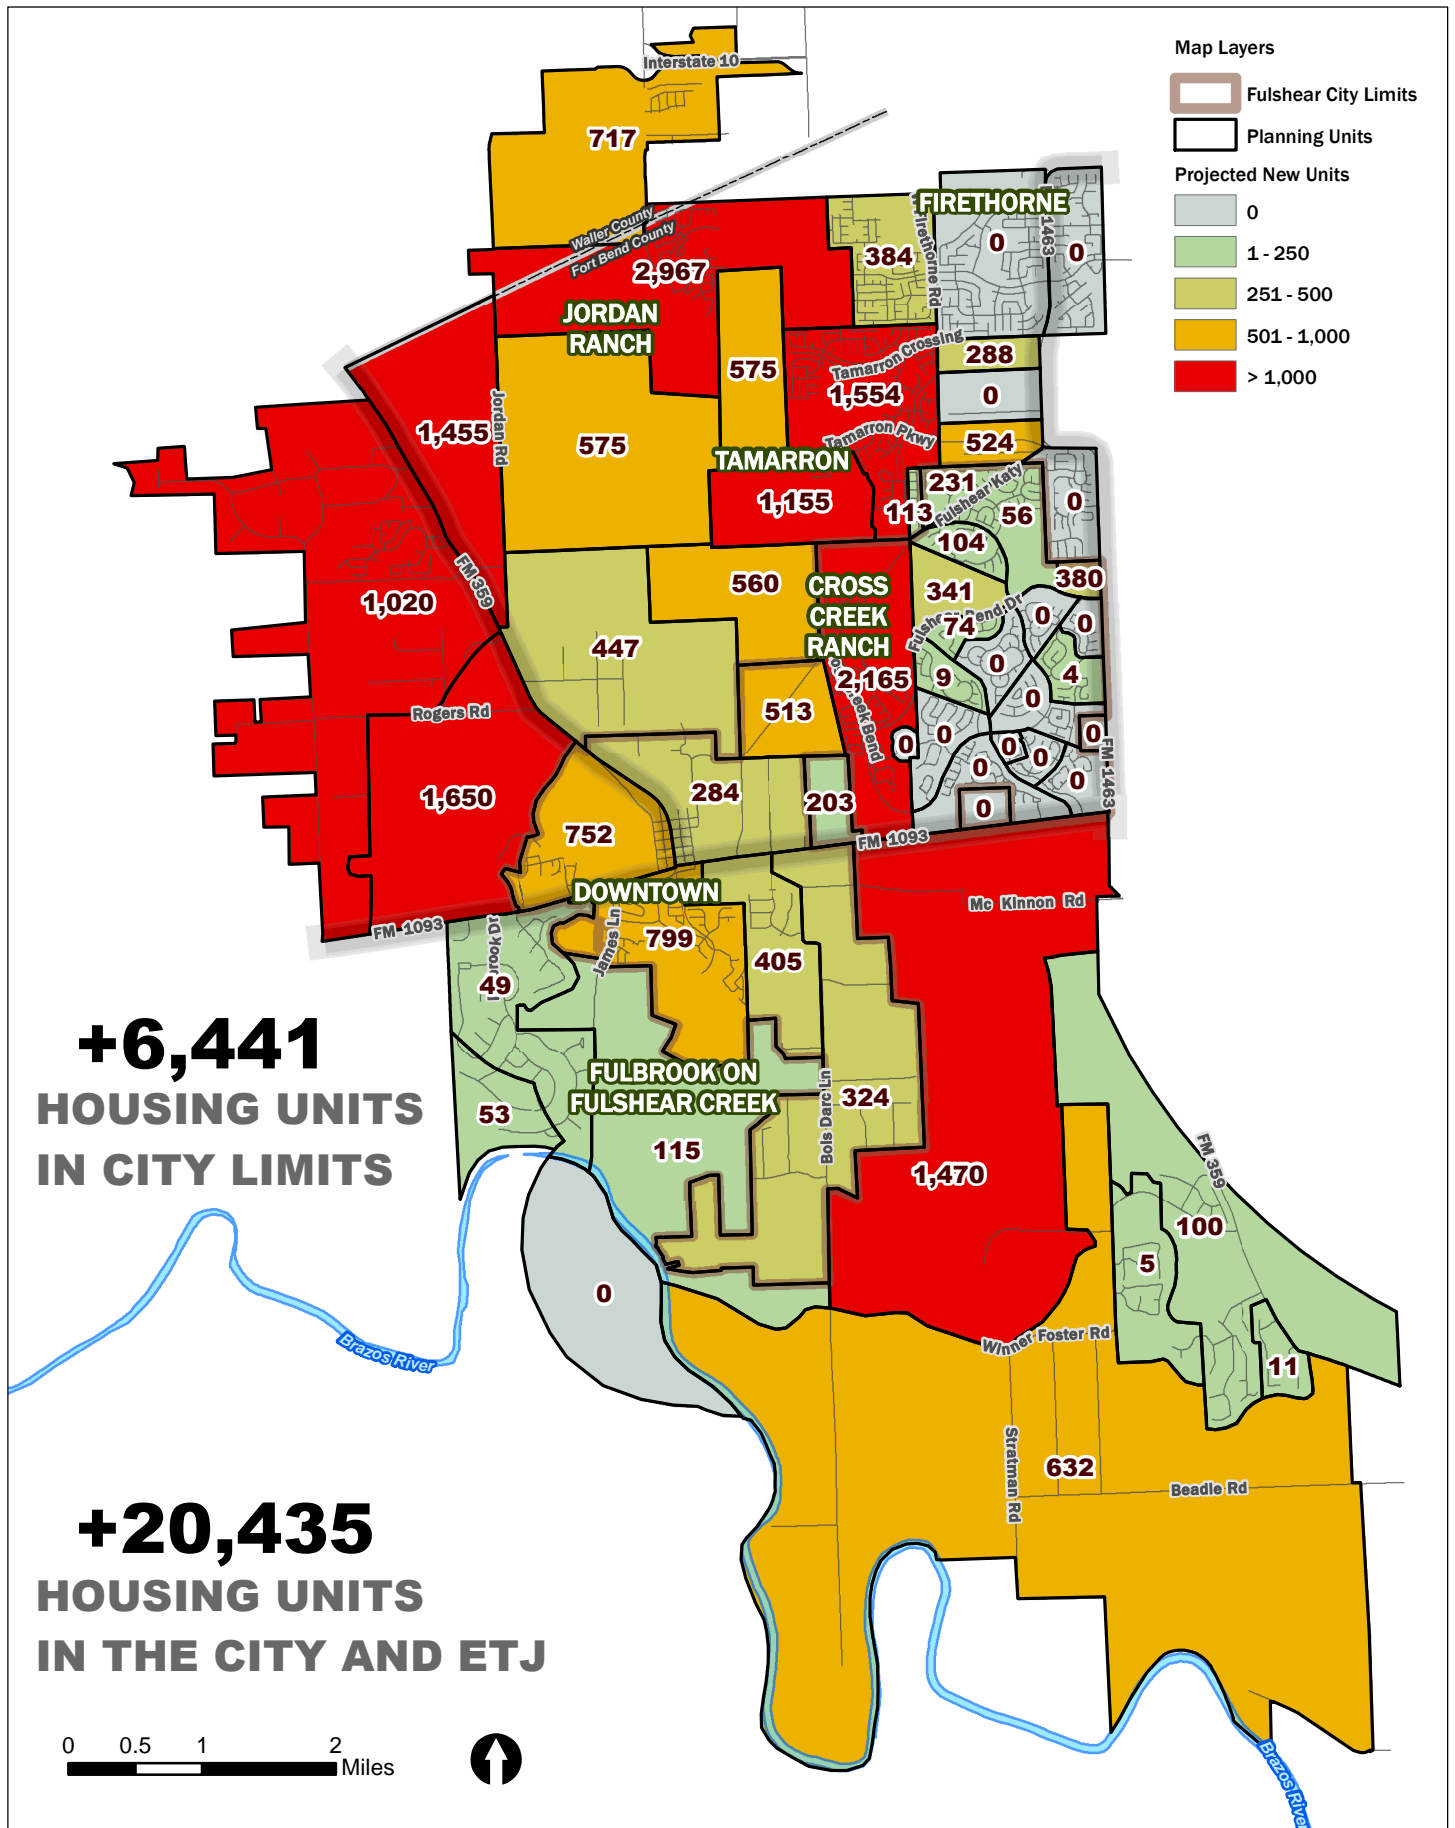 Map Layers
Fulshear City Limits
Planning Units
Projected New Units
0
1 - 250
251 - 500
501 - 1,000
> 1,000
Interstate 10
717
Waller County
Fort Bend County
FIRETHORNE
1463
W Firethorne Rd
0
0
384
2,967
JORDAN
RANCH
575
Tamarron Crossing
288
1,554
0
1,455
Jordan Rd
575
Tamarron Pkwy
524
TAMARRON
1,155
231
Fulshear Katy
113
56
0
104
FM 359
560
CROSS
CREEK
RANCH
380
341
1,020
Fulshear Bend Dr
74
0
0
447
0
9
4
2,165
0
513
Rogers Rd
Creek Bend
0
0
0
0
0
FM 1463
0
0
1,650
284
203
0
752
FM 1093
DOWNTOWN
Mc Kinnon Rd
FM 1093
James Ln
799
405
49
+6,441
HOUSING UNITS
IN CITY LIMITS
FULBROOK ON
FULSHEAR CREEK
Bois Darc Ln
324
53
115
1,470
FM 359
100
5
0
Brazos River
Winner Foster Rd
11
Stratman Rd
632
Beadle Rd
+20,435
HOUSING UNITS
IN THE CITY AND ETJ
0 0.5 1 2
Miles
Brazos River